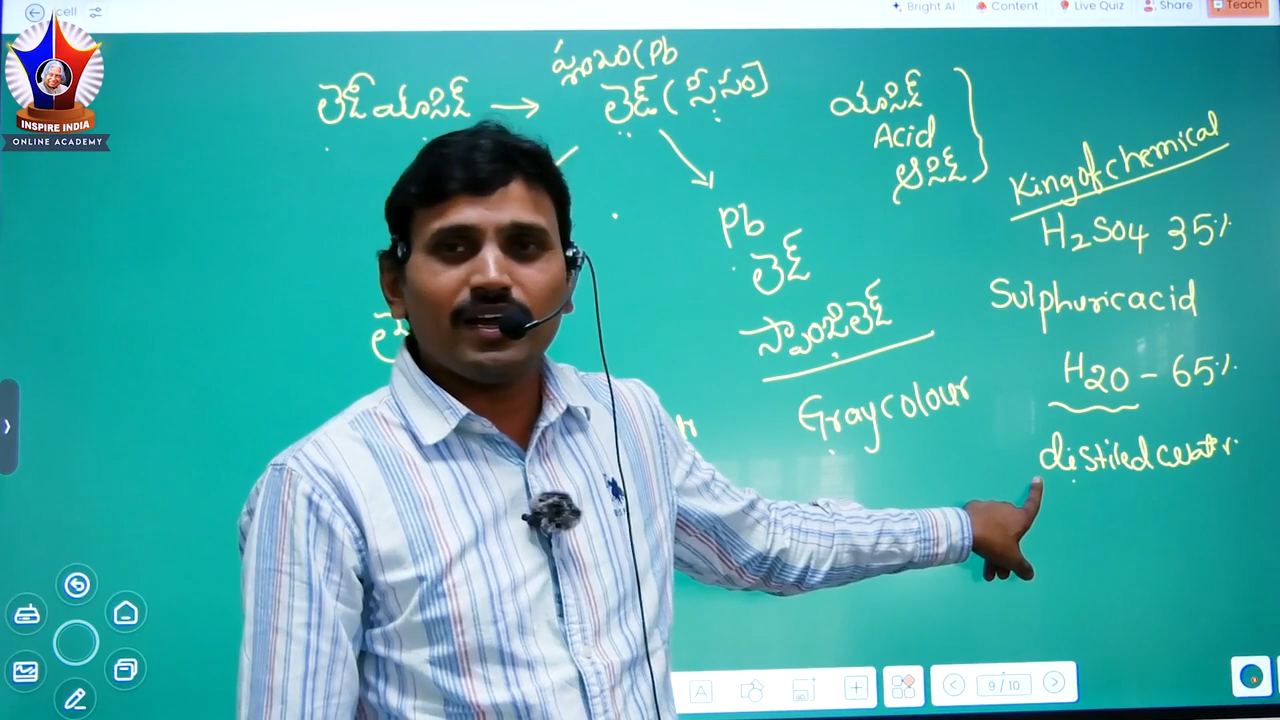 cell
Bright AI
Content
Live Quiz
Share
Teach
INSPIRE INDIA
ONLINE ACADEMY
లెడ్ యాసిడ్ →
ప్లంబం (Pb
లెడ్ (సీసం)
Pb
లెడ్
స్పాంజిలెడ్
Gray colour
యాసిడ్
Acid
ఆసిడ్
King of chemical
H2SO4 35%
Sulphuric acid
H2O - 65%
distiled water
9/10